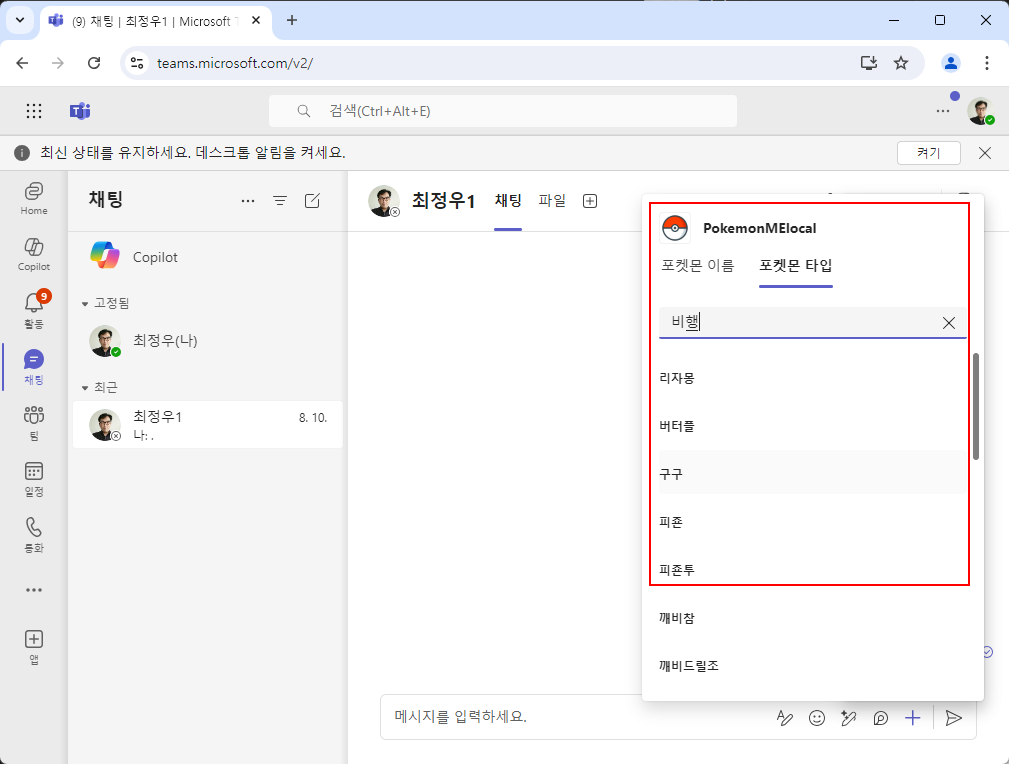 (9) 채팅 | 최정우1 | Microsoft T
teams.microsoft.com/v2/
검색(Ctrl+Alt+E)
최신 상태를 유지하세요. 데스크톱 알림을 켜세요.
켜기
Home
Copilot
9
활동
채팅
팀
일정
통화
앱
채팅
Copilot
고정됨
최정우(나)
최근
최정우1
8. 10.
나: .
최정우1
채팅
파일
PokemonMElocal
포켓몬 이름
포켓몬 타입
비행
리자몽
버터플
구구
피죤
피죤투
깨비참
깨비드릴조
메시지를 입력하세요.